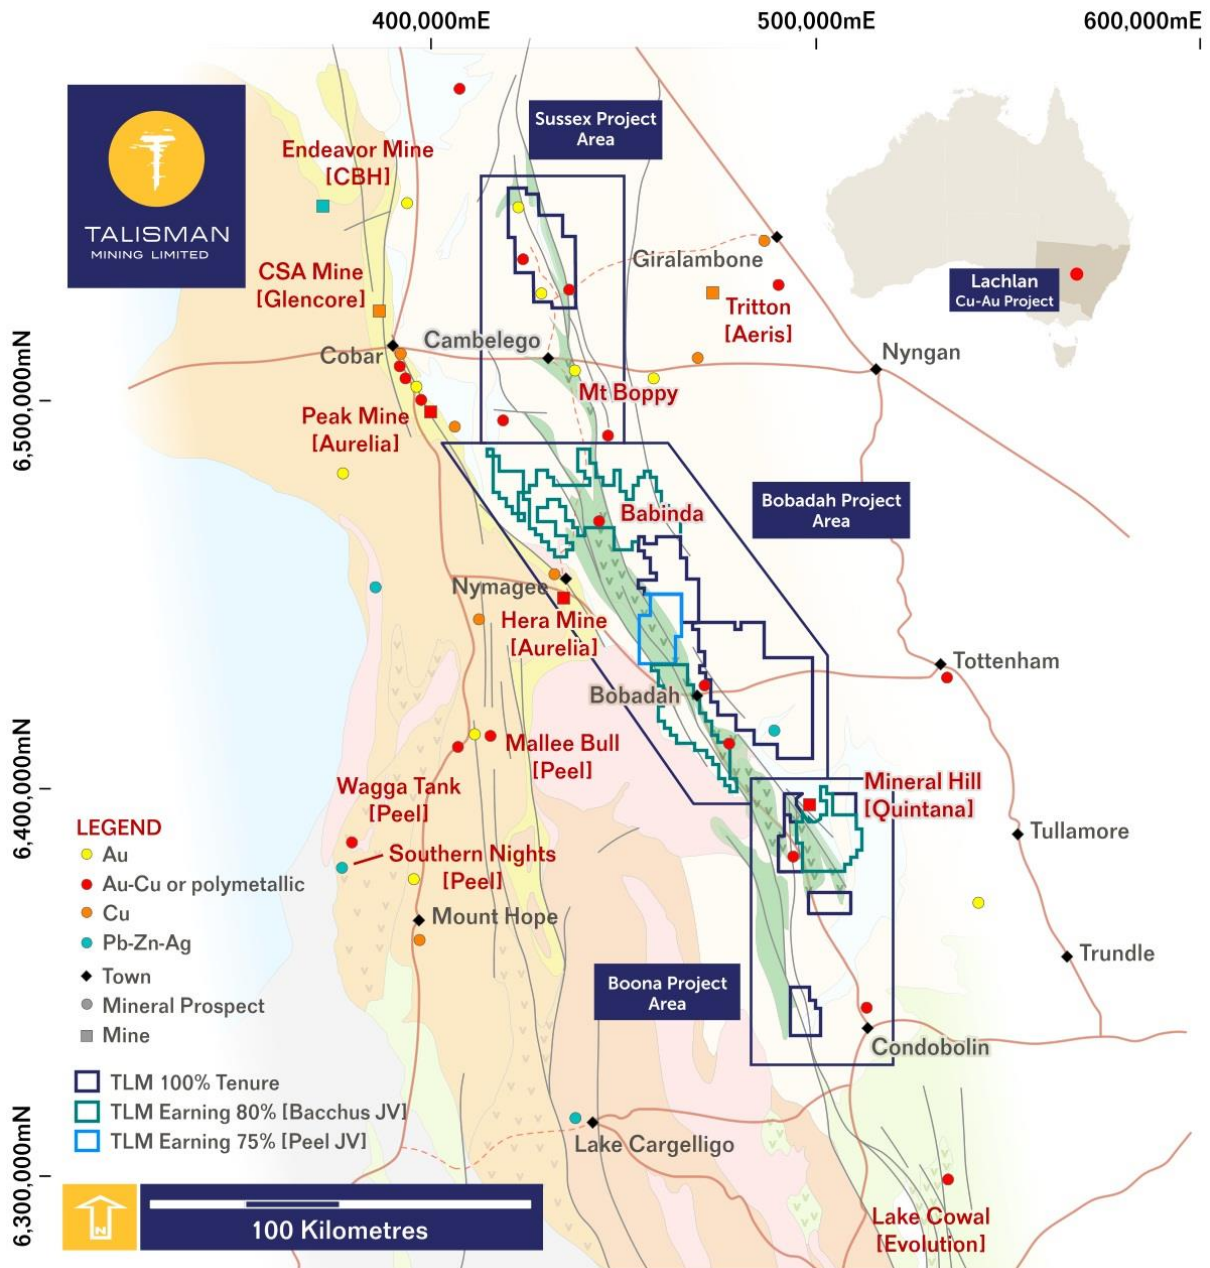 400,000mE
500,000mE
600,000mE
TALISMAN
MINING LIMITED
Sussex Project
Area
Endeavor Mine
[CBH]
CSA Mine
[Glencore]
Giralambone
Tritton
[Aeris]
Lachlan
Cu-Au Project
Cobar
Cambelego
Nyngan
6,500,000mN
Peak Mine
[Aurelia]
Mt Boppy
Bobadah Project
Area
Babinda
Nymagee
Hera Mine
[Aurelia]
Tottenham
Bobadah
Mallee Bull
[Peel]
6,400,000mN
Wagga Tank
[Peel]
Mineral Hill
[Quintana]
Tullamore
Southern Nights
[Peel]
Mount Hope
Trundle
Boona Project
Area
Condobolin
LEGEND
Au
Au-Cu or polymetallic
Cu
Pb-Zn-Ag
Town
Mineral Prospect
Mine
TLM 100% Tenure
TLM Earning 80% [Bacchus JV]
TLM Earning 75% [Peel JV]
Lake Cargelligo
6,300,000mN
N
100 Kilometres
Lake Cowal
[Evolution]